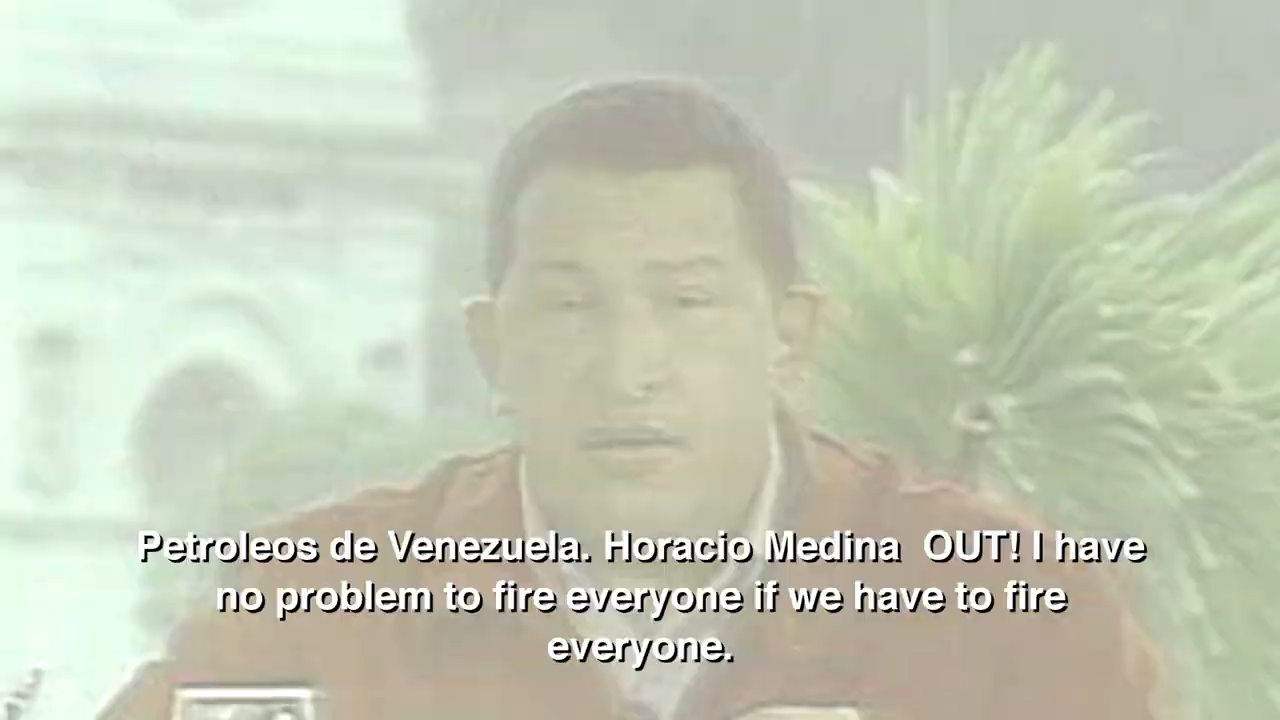 Petroleos de Venezuela. Horacio Medina  OUT! I have
no problem to fire everyone if we have to fire
everyone.